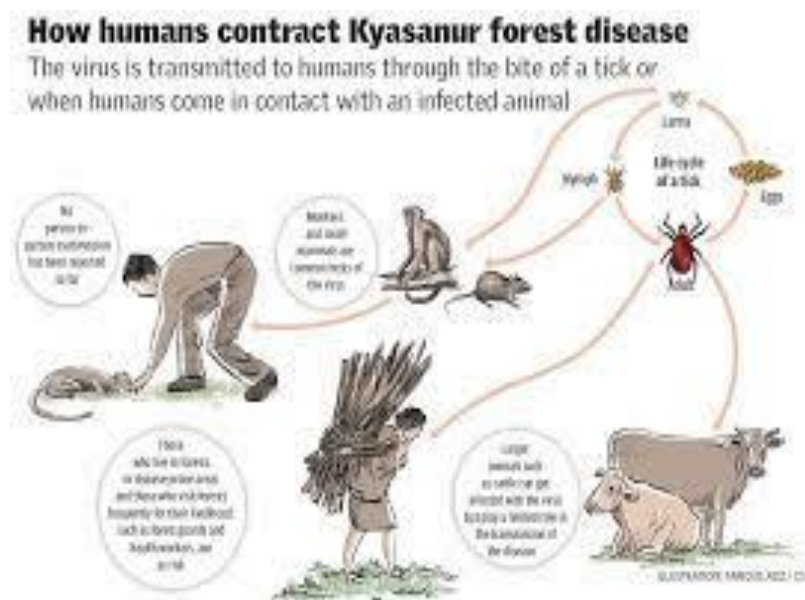 How humans contract Kyasanur forest disease
The virus is transmitted to humans through the bite of a tick or
when humans come in contact with an infected animal
Larva
Life cycle
of a tick
Nymph
Eggs
Adult
No
person-to-
person transmission
has been reported
so far
Monkeys
and small
mammals are
common hosts of
the virus
Those
who live in forests
or disease prone areas
and those who visit forests
frequently for their livelihood
such as forest guards and
health workers, are
at risk
Larger
animals such
as cattle can get
infected with the virus
but play a limited role in
the transmission of
the disease
ILLUSTRATION: